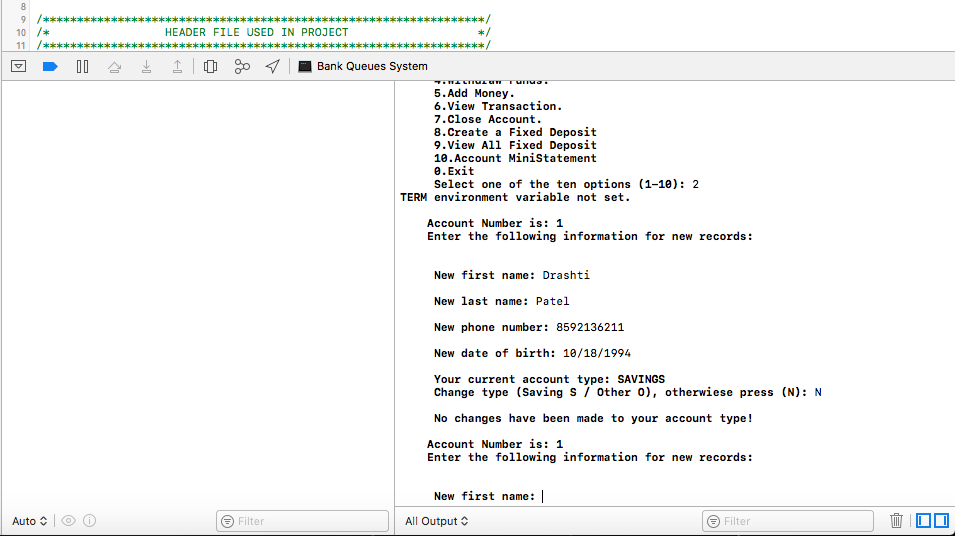 8
9 /*****************************************************************/
10 /* HEADER FILE USED IN PROJECT */
11 /*****************************************************************/
Bank Queues System
4.Withdraw Funds.
5.Add Money.
6.View Transaction.
7.Close Account.
8.Create a Fixed Deposit
9.View All Fixed Deposit
10.Account MiniStatement
0.Exit
Select one of the ten options (1-10): 2
TERM environment variable not set.
Account Number is: 1
Enter the following information for new records:
New first name: Drashti
New last name: Patel
New phone number: 8592136211
New date of birth: 10/18/1994
Your current account type: SAVINGS
Change type (Saving S / Other O), otherwiese press (N): N
No changes have been made to your account type!
Account Number is: 1
Enter the following information for new records:
New first name:
Auto
Filter
All Output
Filter